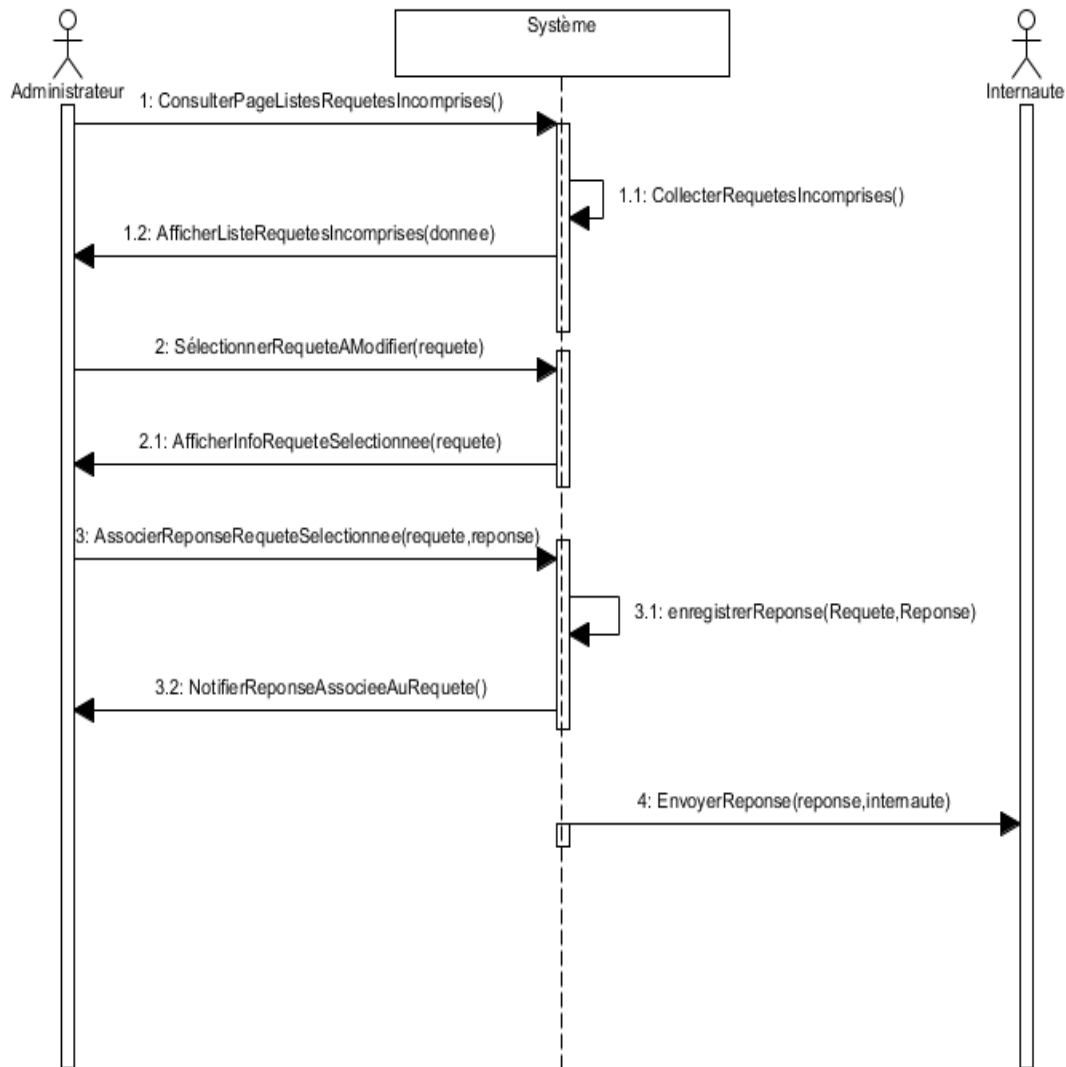 Système
Administrateur
Internaute
1: ConsulterPageListesRequetesIncomprises()
1.1: CollecterRequetesIncomprises()
1.2: AfficherListeRequetesIncomprises(donnee)
2: SélectionnerRequeteAModifier(requete)
2.1: AfficherInfoRequeteSelectionnee(requete)
3: AssocierReponseRequeteSelectionnee(requete,reponse)
3.1: enregistrerReponse(Requete,Reponse)
3.2: NotifierReponseAssocieeAuRequete()
4: EnvoyerReponse(reponse,internaute)